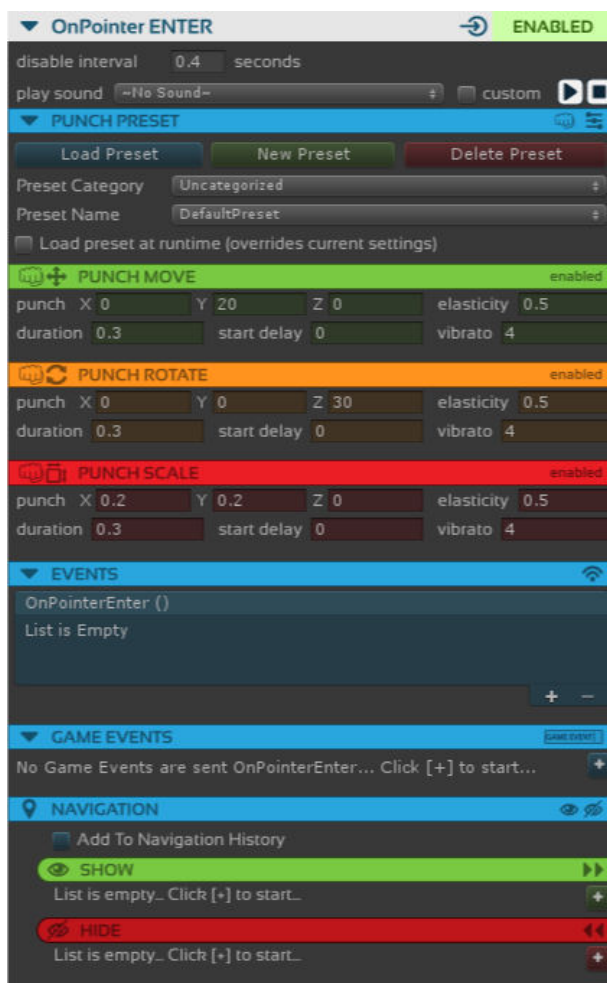 OnPointer ENTER ENABLED
disable interval 0.4 seconds
play sound ~No Sound~ custom
PUNCH PRESET
Load Preset New Preset Delete Preset
Preset Category Uncategorized
Preset Name DefaultPreset
Load preset at runtime (overrides current settings)
PUNCH MOVE enabled
punch X 0 Y 20 Z 0 elasticity 0.5
duration 0.3 start delay 0 vibrato 4
PUNCH ROTATE enabled
punch X 0 Y 0 Z 30 elasticity 0.5
duration 0.3 start delay 0 vibrato 4
PUNCH SCALE enabled
punch X 0.2 Y 0.2 Z 0 elasticity 0.5
duration 0.3 start delay 0 vibrato 4
EVENTS
OnPointerEnter ()
List is Empty
+ −
GAME EVENTS GAME EVENT
No Game Events are sent OnPointerEnter... Click [+] to start... +
NAVIGATION
Add To Navigation History
SHOW
List is empty... Click [+] to start... +
HIDE
List is empty... Click [+] to start... +